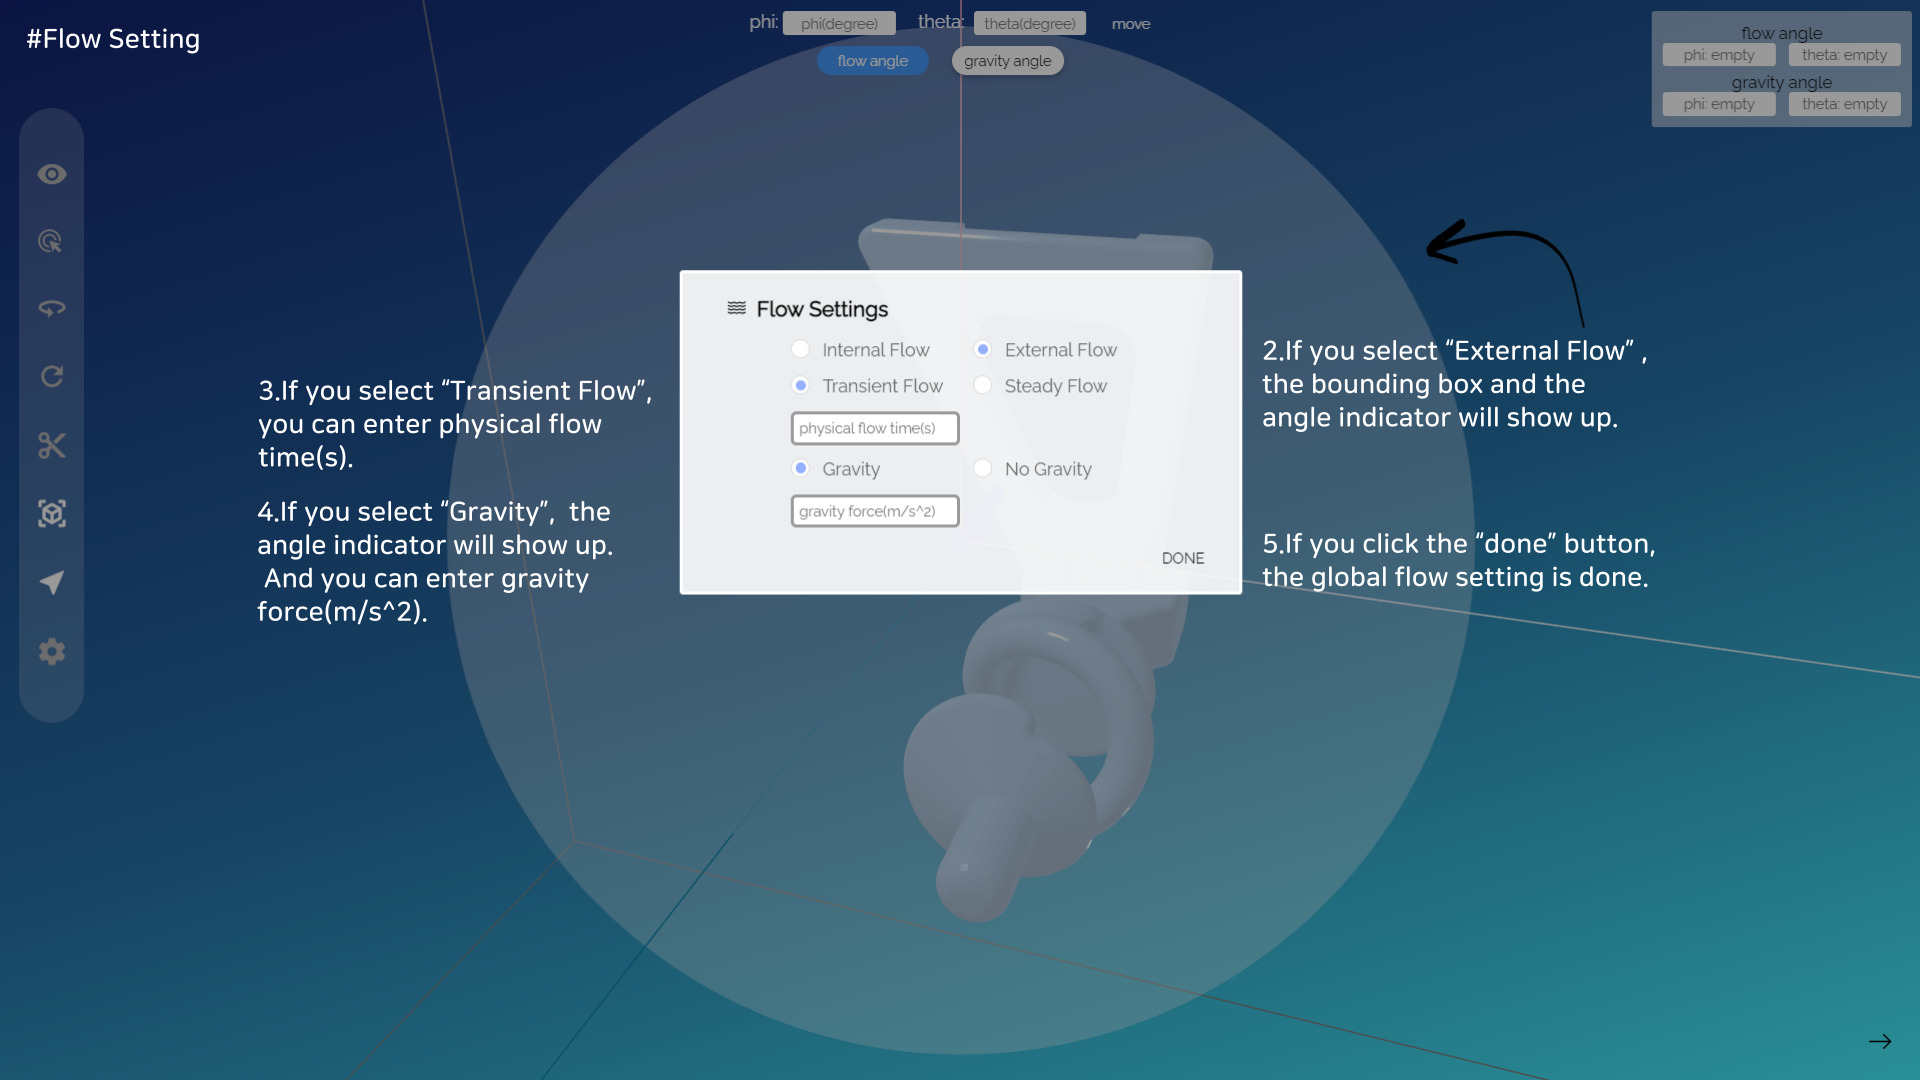 #Flow Setting
phi: phi(degree) theta: theta(degree) move
flow angle gravity angle
flow angle
phi: empty theta: empty
gravity angle
phi: empty theta: empty
Flow Settings
Internal Flow External Flow
Transient Flow Steady Flow
physical flow time(s)
Gravity No Gravity
gravity force(m/s^2)
DONE
2.If you select “External Flow” ,
the bounding box and the
angle indicator will show up.
3.If you select “Transient Flow”,
you can enter physical flow
time(s).
4.If you select “Gravity”, the
angle indicator will show up.
And you can enter gravity
force(m/s^2).
5.If you click the “done” button,
the global flow setting is done.